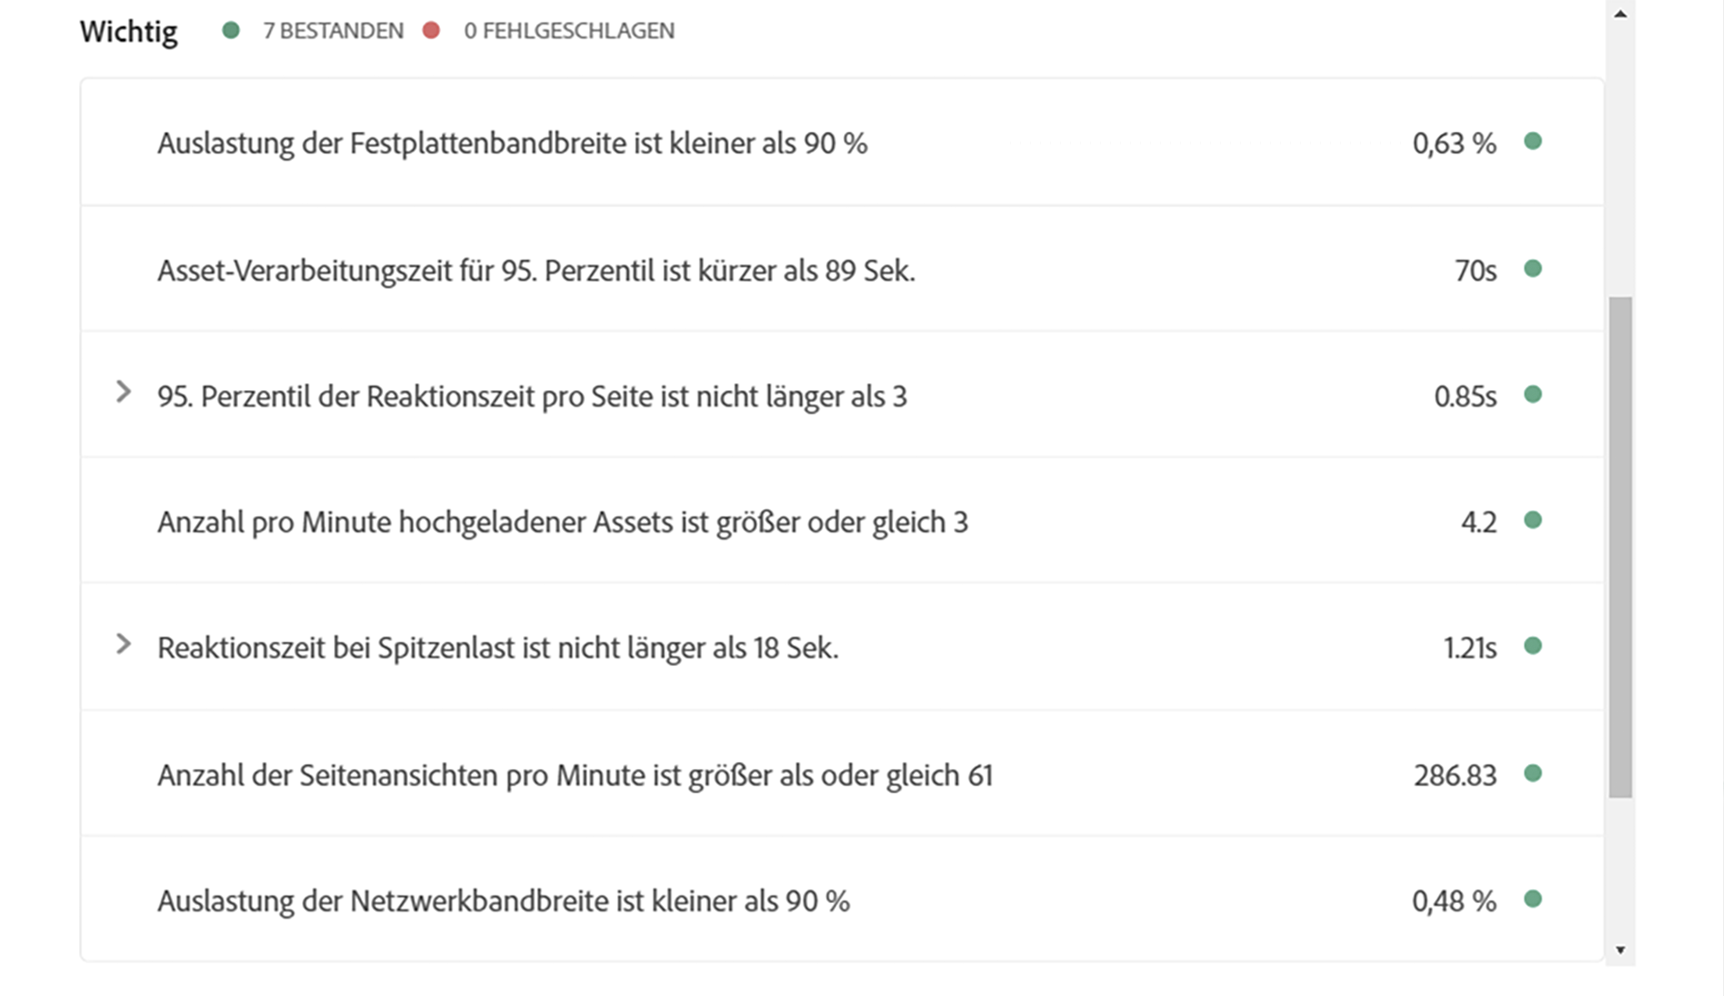 Wichtig 7 BESTANDEN 0 FEHLGESCHLAGEN
Auslastung der Festplattenbandbreite ist kleiner als 90 % 0,63 %
Asset-Verarbeitungszeit für 95. Perzentil ist kürzer als 89 Sek. 70s
95. Perzentil der Reaktionszeit pro Seite ist nicht länger als 3 0.85s
Anzahl pro Minute hochgeladener Assets ist größer oder gleich 3 4.2
Reaktionszeit bei Spitzenlast ist nicht länger als 18 Sek. 1.21s
Anzahl der Seitenansichten pro Minute ist größer als oder gleich 61 286.83
Auslastung der Netzwerkbandbreite ist kleiner als 90 % 0,48 %